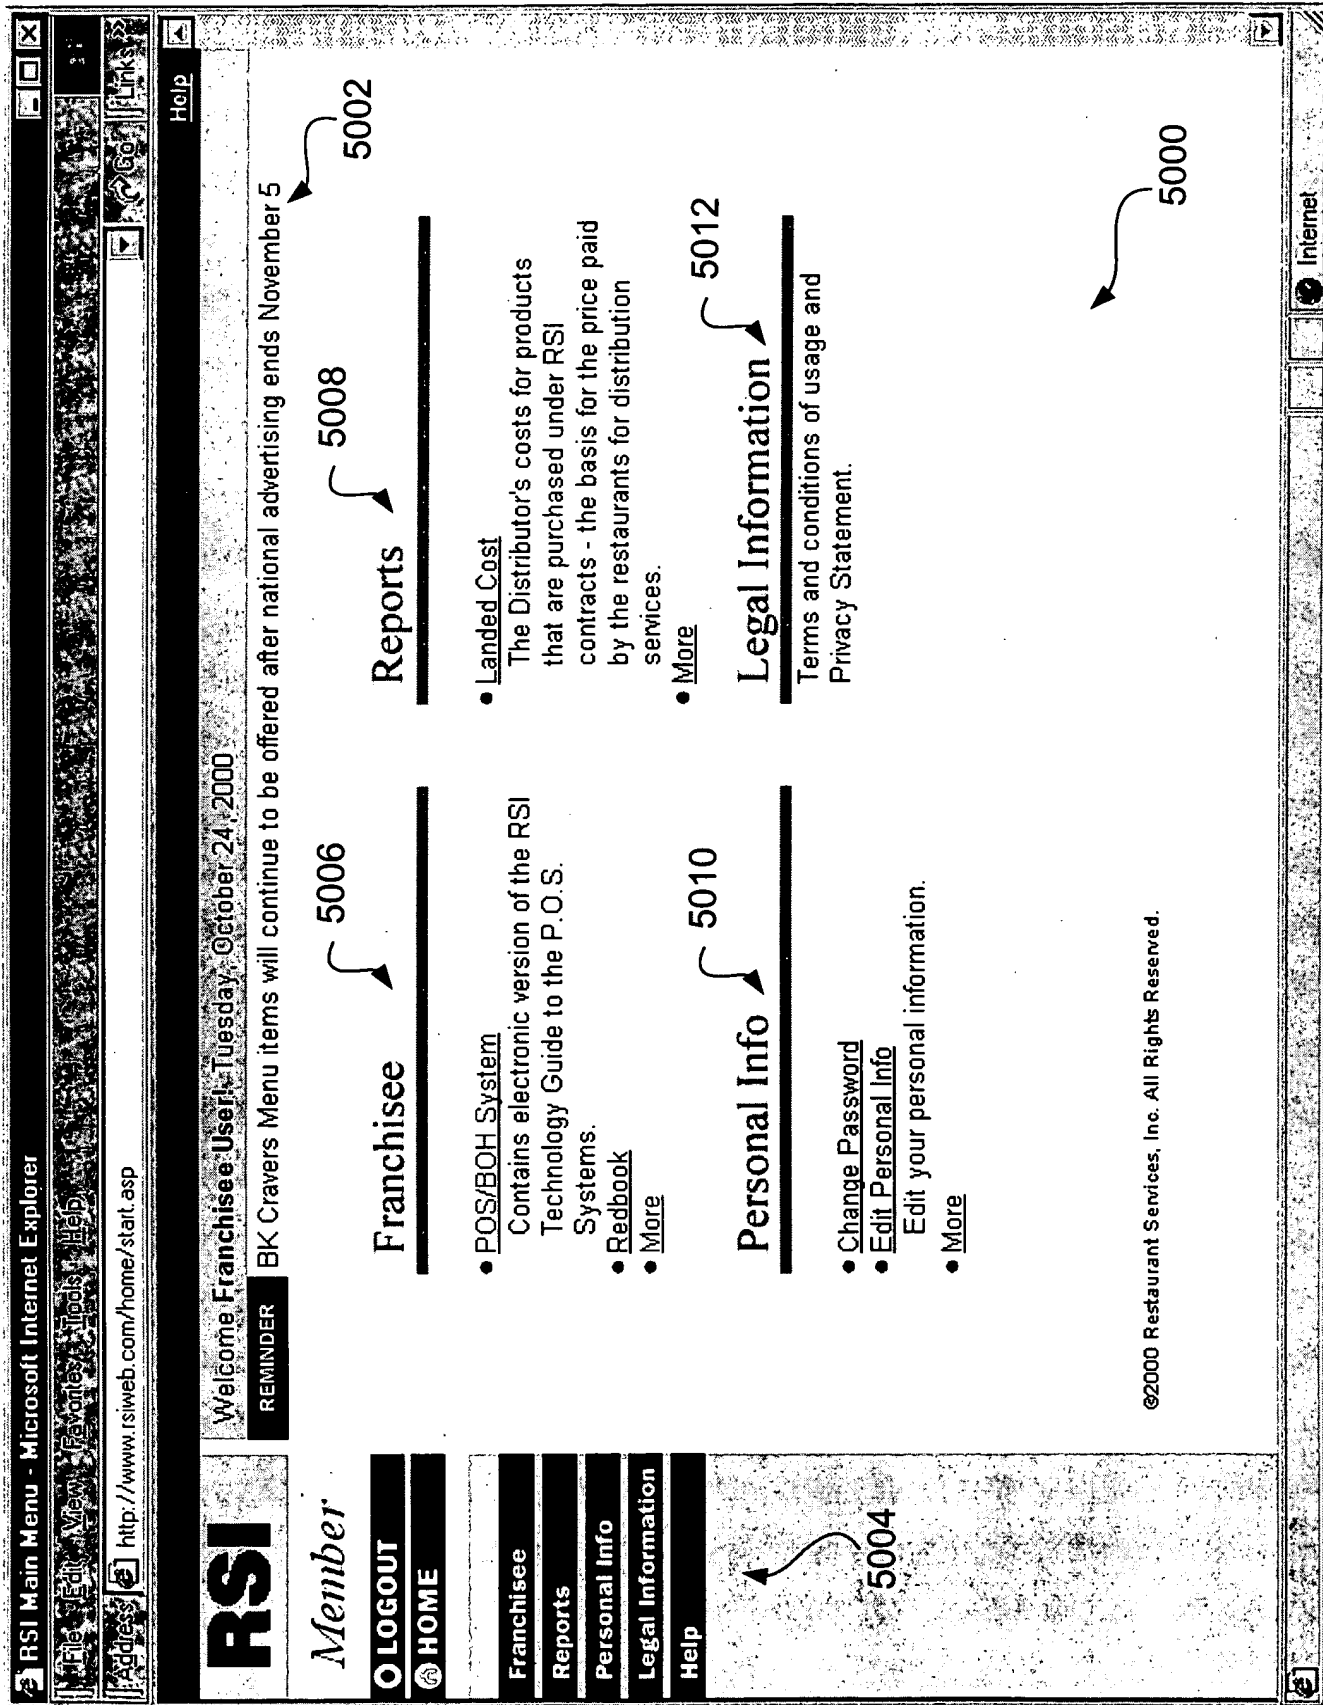 RSI Main Menu - Microsoft Internet Explorer
File Edit View Favorites Tools Help
Address http://www.rsiweb.com/home/start.asp Go Links »
Help
RSI
Welcome Franchisee User! Tuesday, October 24, 2000
REMINDER BK Cravers Menu items will continue to be offered after national advertising ends November 5
5002
Member
LOGOUT
HOME
Franchisee
Reports
Personal Info
Legal Information
Help
5004
Franchisee
5006
• POS/BOH System
Contains electronic version of the RSI
Technology Guide to the P.O.S.
Systems.
• Redbook
• More
Reports
5008
• Landed Cost
The Distributor's costs for products
that are purchased under RSI
contracts - the basis for the price paid
by the restaurants for distribution
services.
• More
Personal Info
5010
• Change Password
• Edit Personal Info
Edit your personal information.
• More
Legal Information
5012
Terms and conditions of usage and
Privacy Statement.
5000
©2000 Restaurant Services, Inc. All Rights Reserved.
Internet